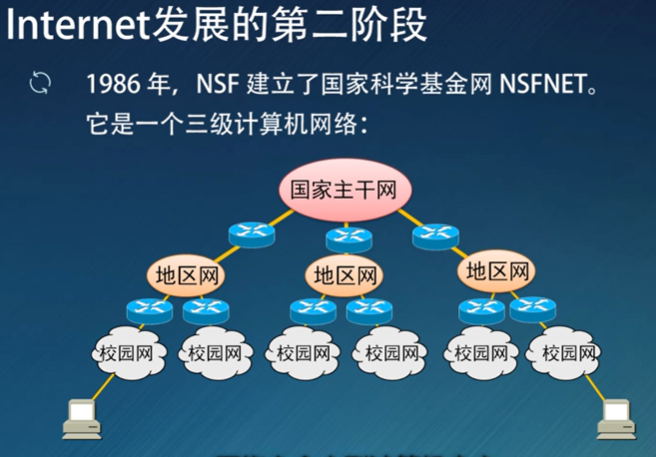 Internet发展的第二阶段
1986 年，NSF 建立了国家科学基金网 NSFNET。
它是一个三级计算机网络：
国家主干网
地区网 地区网 地区网
校园网 校园网 校园网 校园网 校园网 校园网